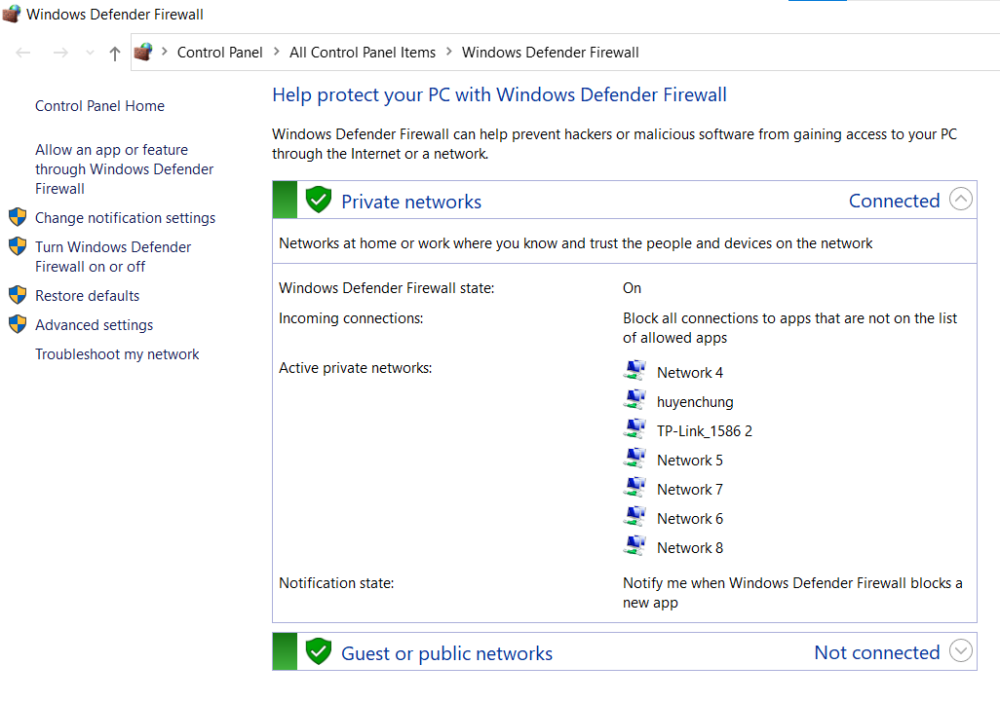 Windows Defender Firewall
Control Panel > All Control Panel Items > Windows Defender Firewall
Control Panel Home
Allow an app or feature
through Windows Defender
Firewall
Change notification settings
Turn Windows Defender
Firewall on or off
Restore defaults
Advanced settings
Troubleshoot my network
Help protect your PC with Windows Defender Firewall
Windows Defender Firewall can help prevent hackers or malicious software from gaining access to your PC
through the Internet or a network.
Private networks Connected
Networks at home or work where you know and trust the people and devices on the network
Windows Defender Firewall state: On
Incoming connections: Block all connections to apps that are not on the list
of allowed apps
Active private networks: Network 4
huyenchung
TP-Link_1586 2
Network 5
Network 7
Network 6
Network 8
Notification state: Notify me when Windows Defender Firewall blocks a
new app
Guest or public networks Not connected